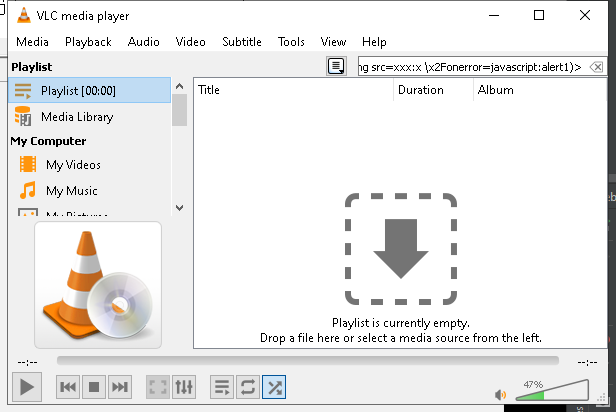 VLC media player
Media Playback Audio Video Subtitle Tools View Help
Playlist
ng src=xxx:x \x2Fonerror=javascript:alert1)>
Playlist [00:00]
Title Duration Album
Media Library
My Computer
My Videos
My Music
My Pictures
Playlist is currently empty.
Drop a file here or select a media source from the left.
--:-- --:--
47%